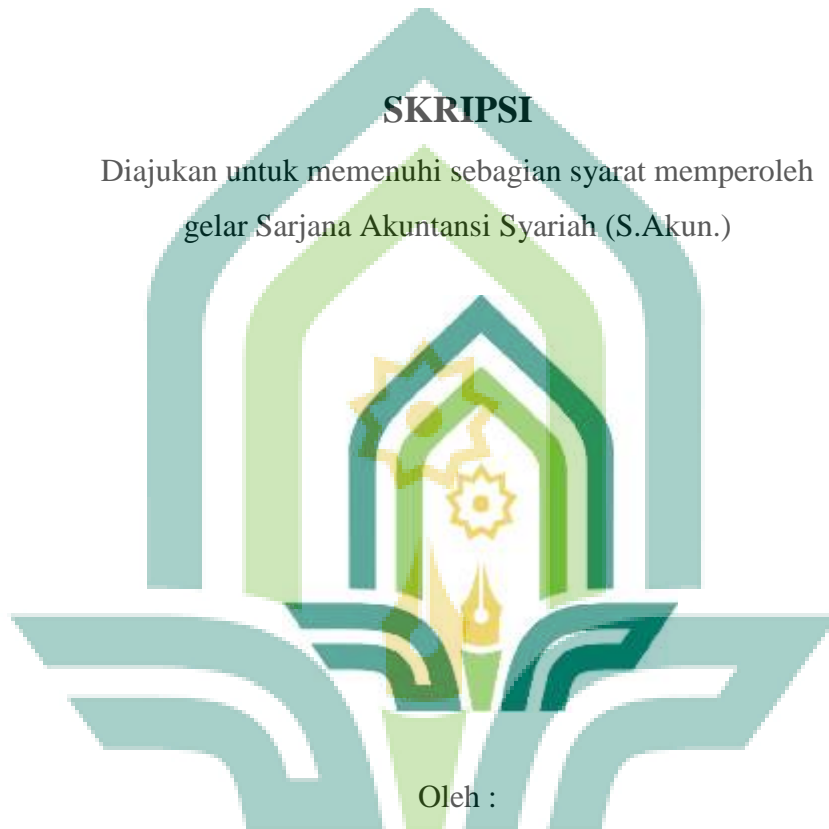 SKRIPSI
Diajukan untuk memenuhi sebagian syarat memperoleh
gelar Sarjana Akuntansi Syariah (S.Akun.)
Oleh :